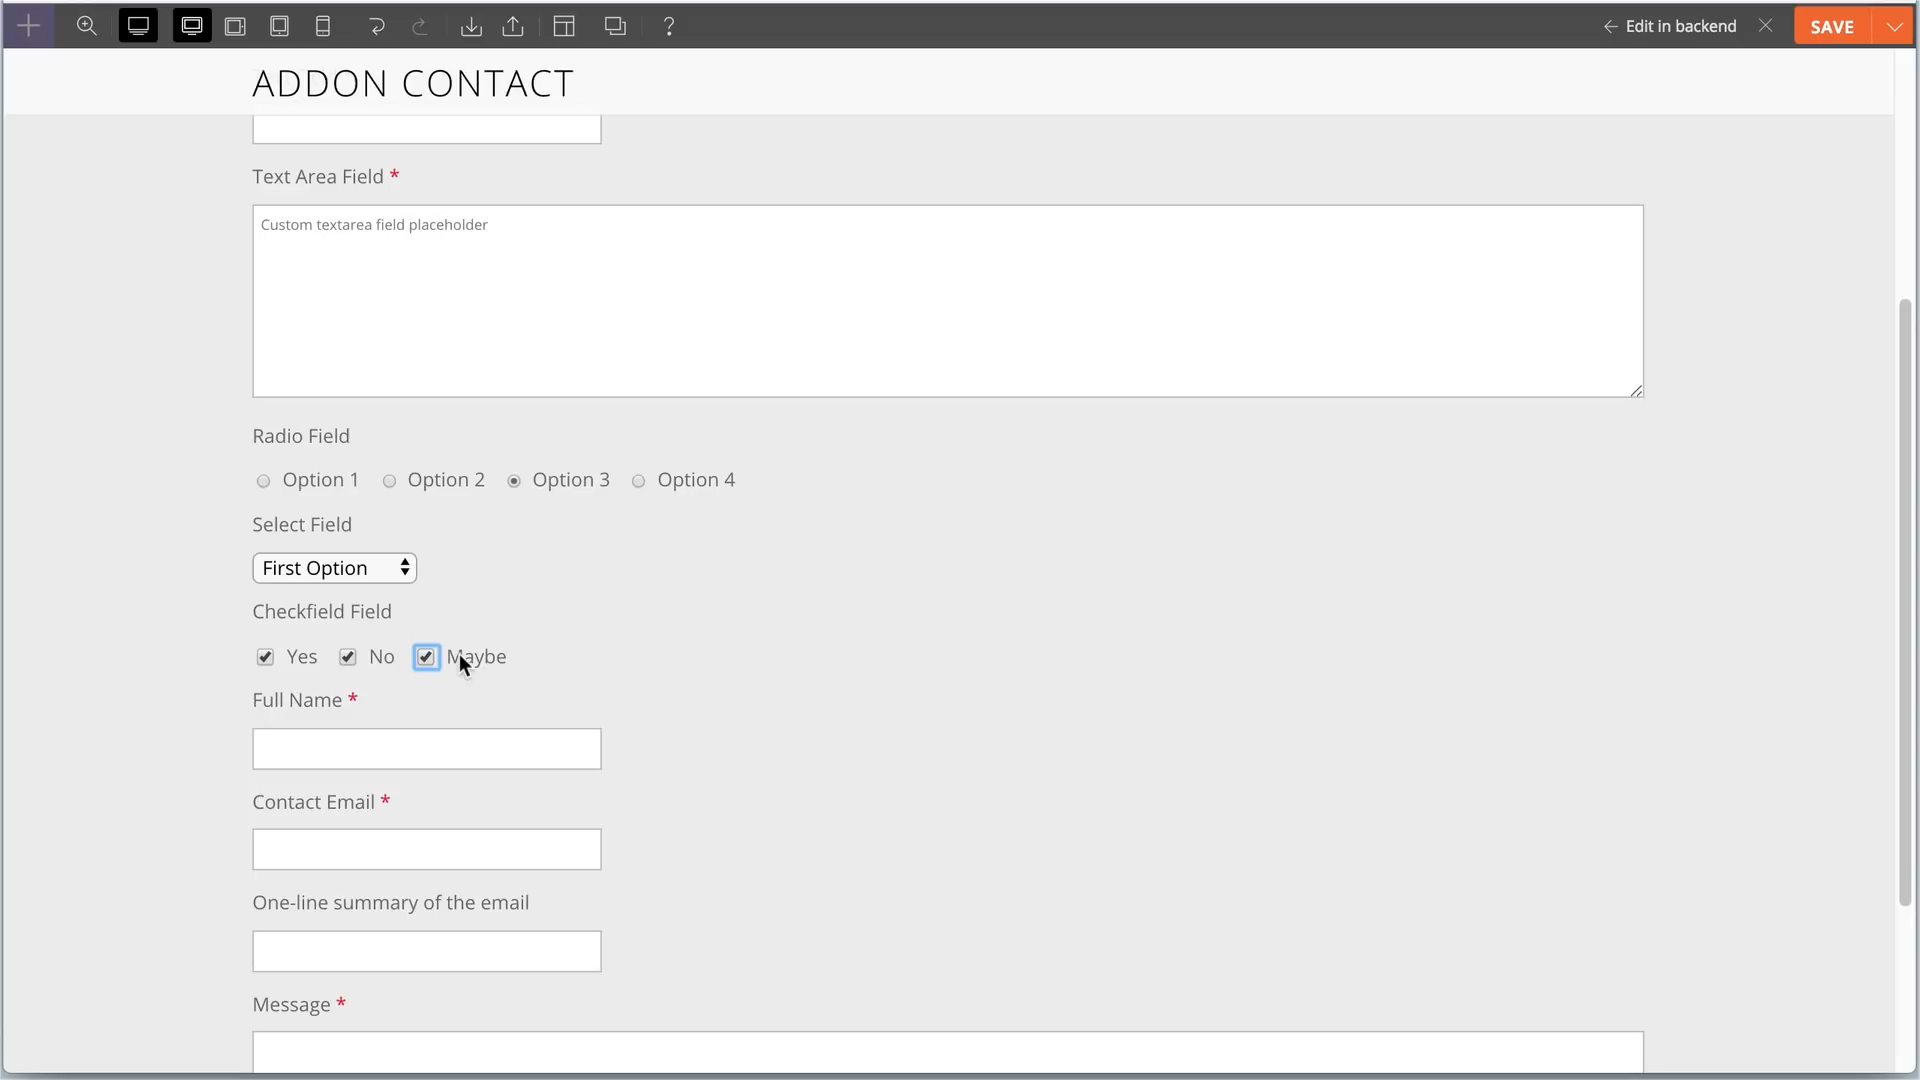 Edit in backend
SAVE
ADDON CONTACT
Text Area Field *
Custom textarea field placeholder
Radio Field
Option 1 Option 2 Option 3 Option 4
Select Field
First Option
Checkfield Field
Yes No Maybe
Full Name *
Contact Email *
One-line summary of the email
Message *